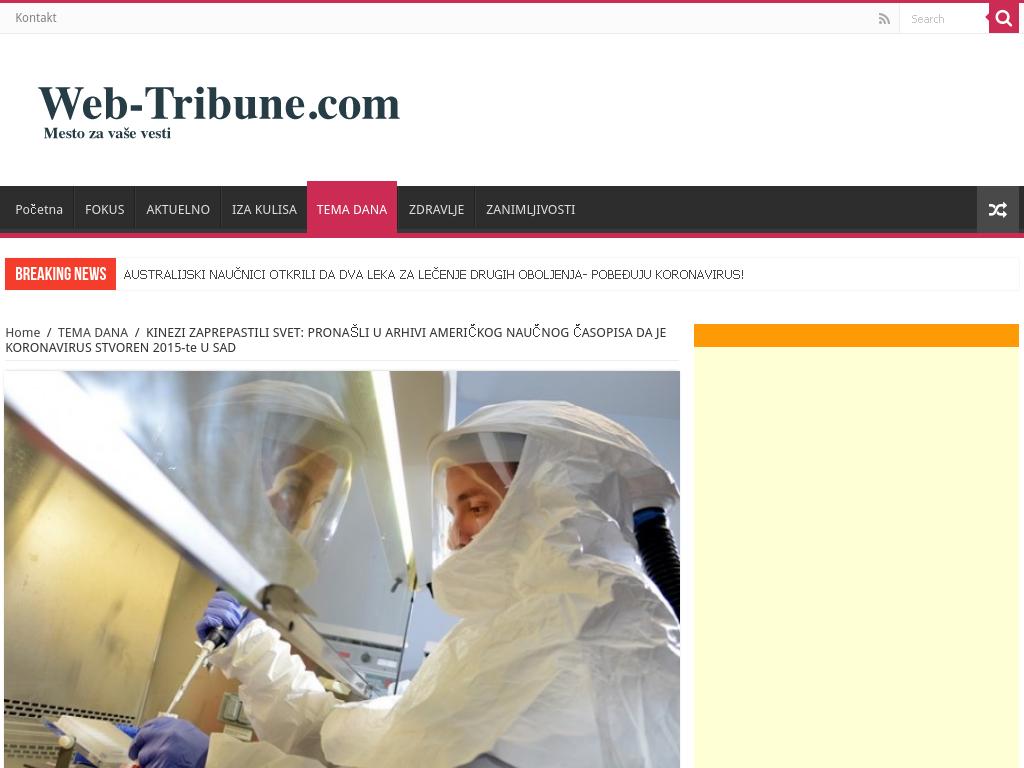 Kontakt
Search
Web-Tribune.com
Mesto za vaše vesti
Početna FOKUS AKTUELNO IZA KULISA TEMA DANA ZDRAVLJE ZANIMLJIVOSTI
BREAKING NEWS AUSTRALIJSKI NAUČNICI OTKRILI DA DVA LEKA ZA LEČENJE DRUGIH OBOLJENJA- POBEĐUJU KORONAVIRUS!
Home / TEMA DANA / KINEZI ZAPREPASTILI SVET: PRONAŠLI U ARHIVI AMERIČKOG NAUČNOG ČASOPISA DA JE
KORONAVIRUS STVOREN 2015-te U SAD